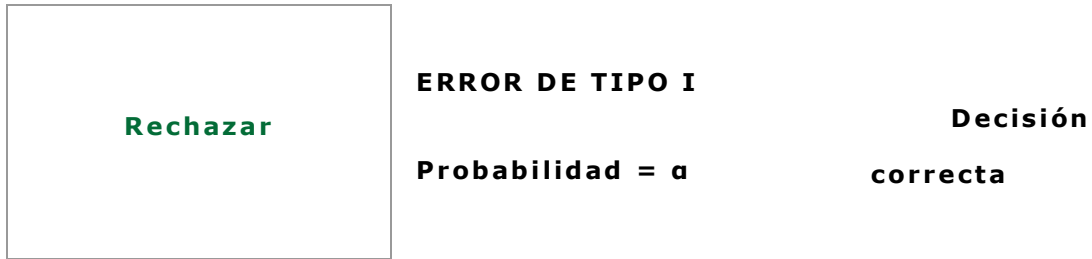 Rechazar
ERROR DE TIPO I
Probabilidad = α
Decisión
correcta